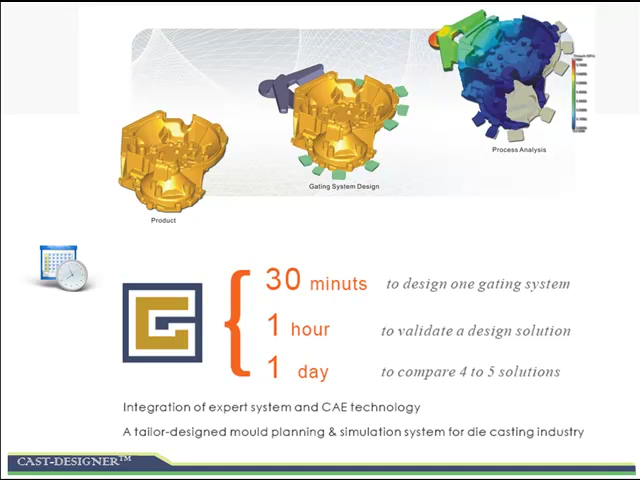 Process Analysis
Gating System Design
Product
30 minuts to design one gating system
1 hour to validate a design solution
1 day to compare 4 to 5 solutions
Integration of expert system and CAE technology
A tailor-designed mould planning & simulation system for die casting industry
CAST-DESIGNER™